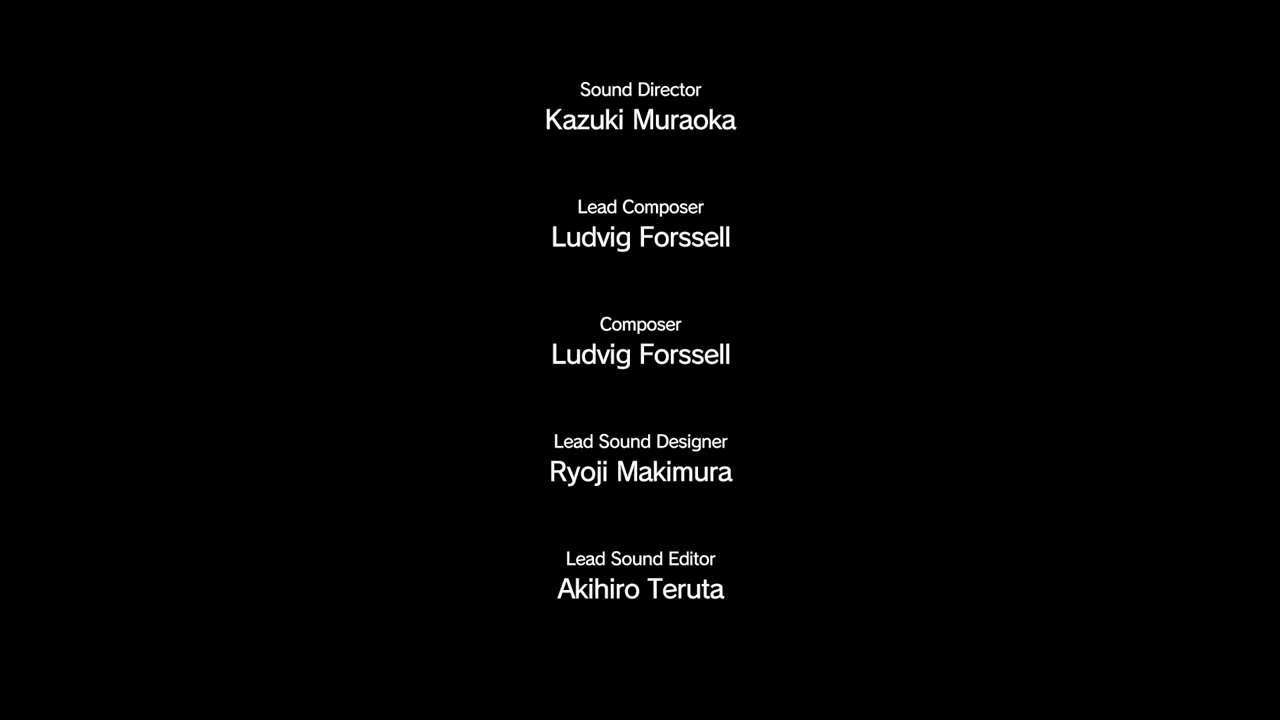 Sound Director
Kazuki Muraoka
Lead Composer
Ludvig Forssell
Composer
Ludvig Forssell
Lead Sound Designer
Ryoji Makimura
Lead Sound Editor
Akihiro Teruta